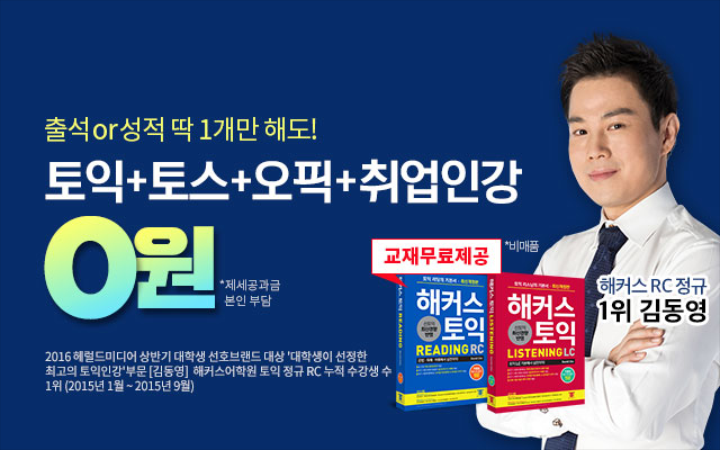 출석or성적 딱 1개만 해도!
토익+토스+오픽+취업인강
0원
*제세공과금
본인 부담
교재무료제공
*비매품
해커스 RC 정규
1위 김동영
해커스
토익
READING RC
해커스
토익
LISTENING LC
2016 헤럴드미디어 상반기 대학생 선호브랜드 대상 '대학생이 선정한
최고의 토익인강'부문 [김동영] 해커스어학원 토익 정규 RC 누적 수강생 수
1위 (2015년 1월 ~ 2015년 9월)